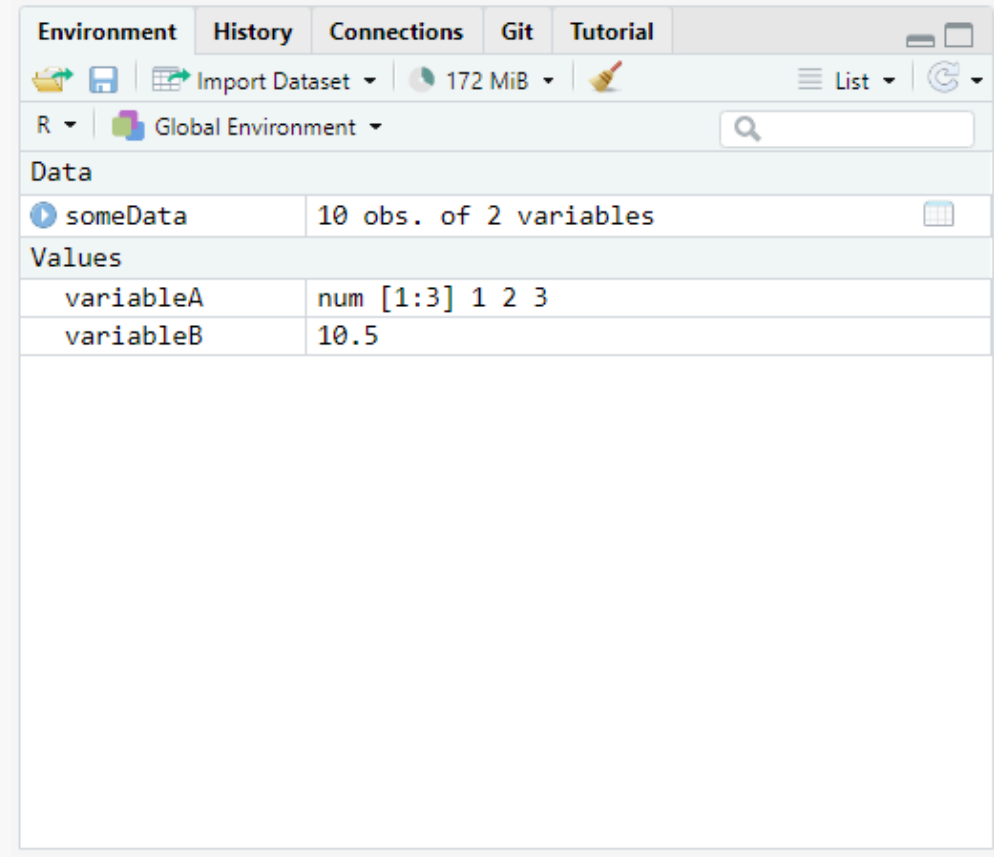 Environment History Connections Git Tutorial
Import Dataset 172 MiB List
R Global Environment
Data
someData 10 obs. of 2 variables
Values
variableA num [1:3] 1 2 3
variableB 10.5